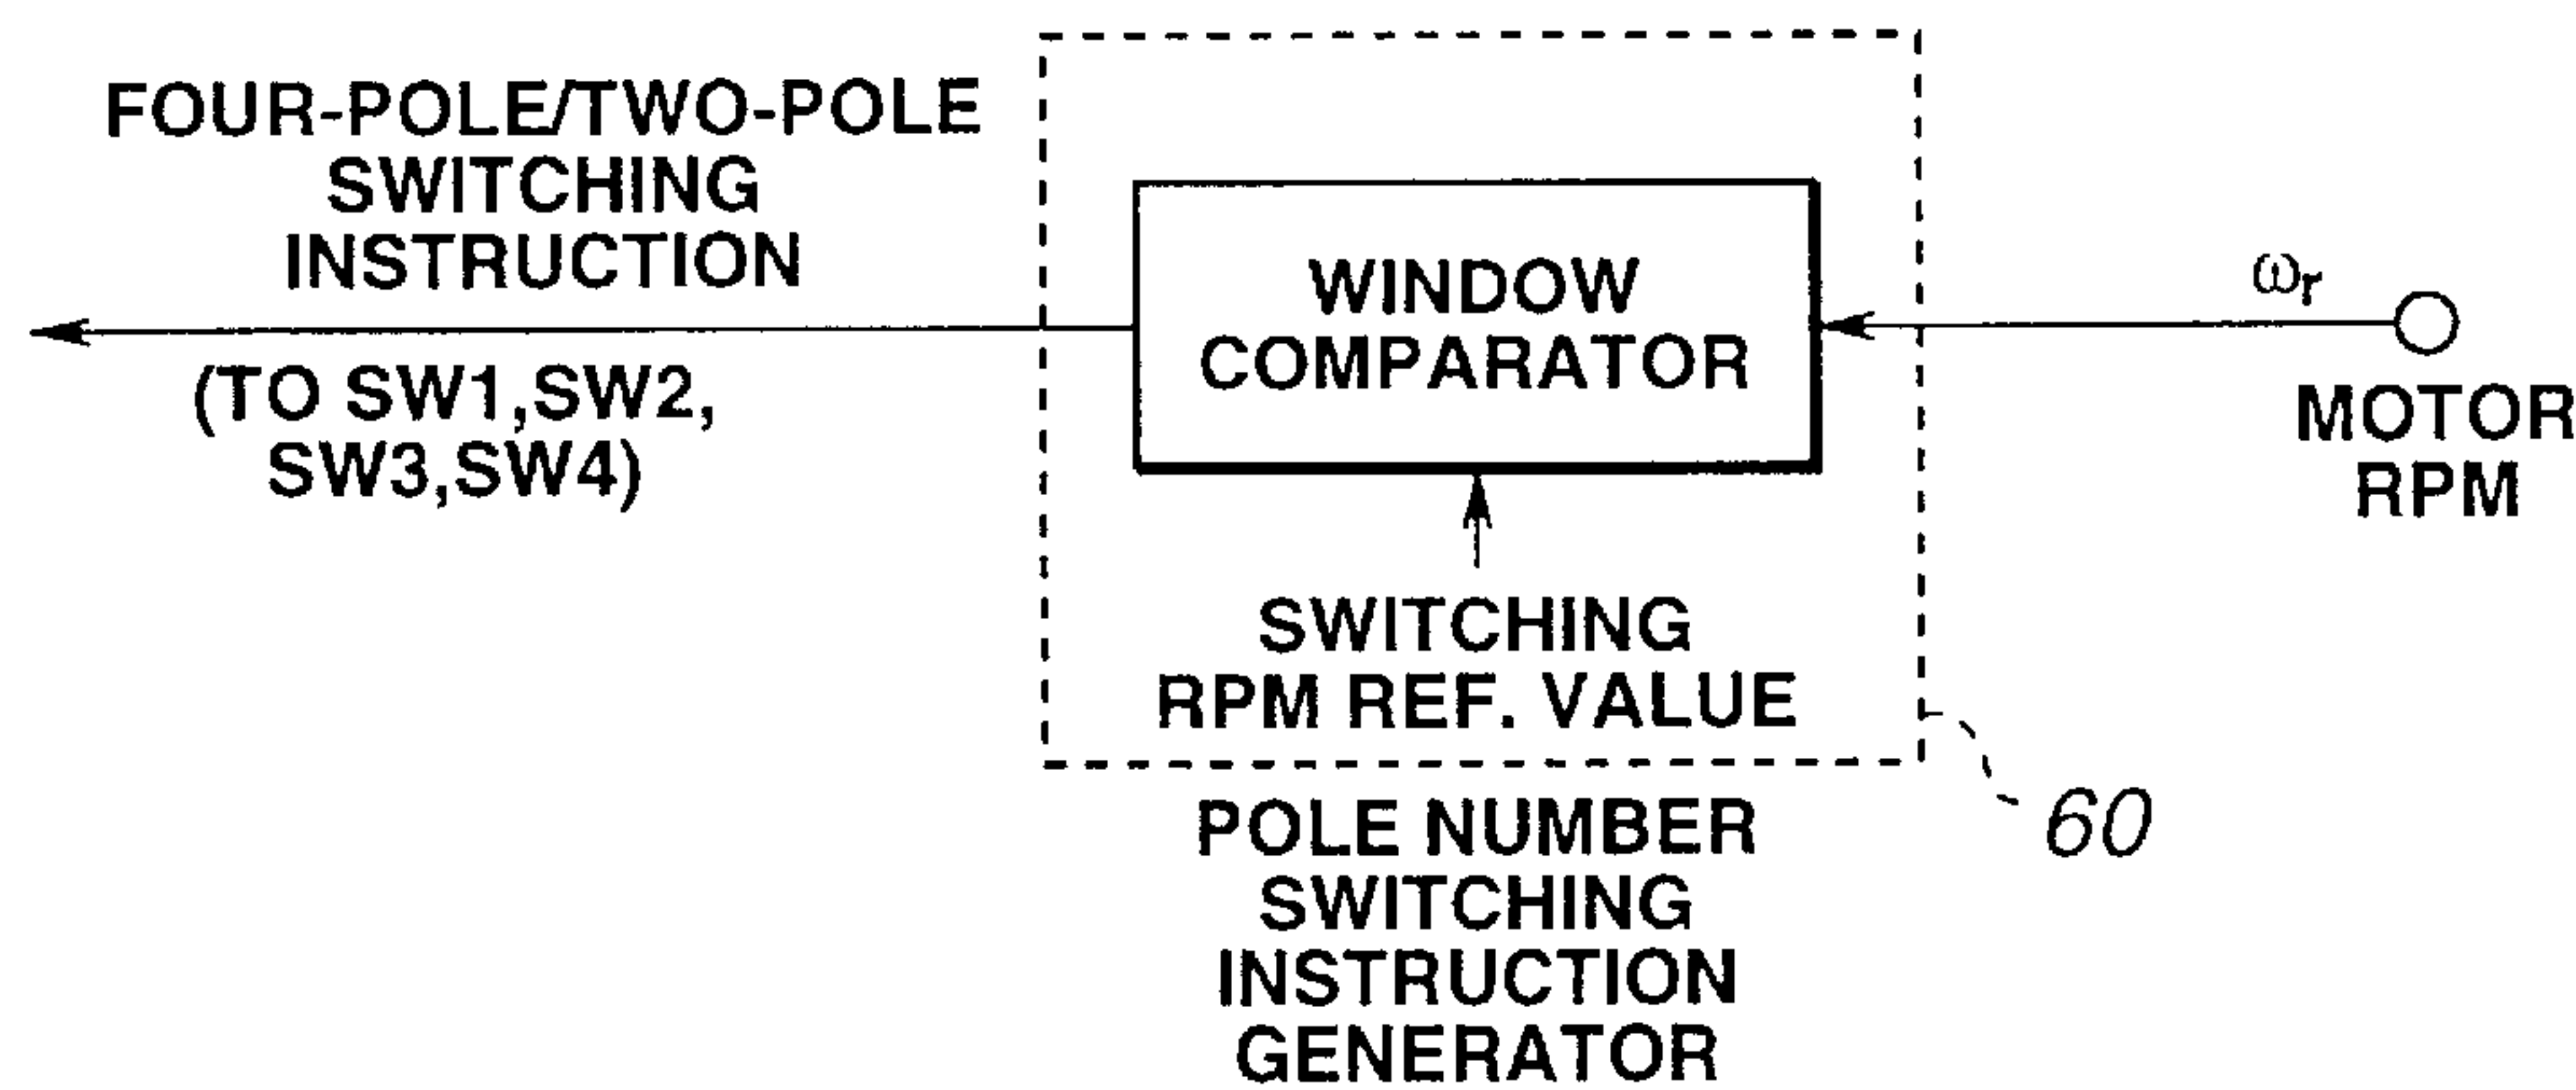 FOUR-POLE/TWO-POLE
SWITCHING
INSTRUCTION
(TO SW1,SW2,
SW3,SW4)
WINDOW
COMPARATOR
SWITCHING
RPM REF. VALUE
ωr
MOTOR
RPM
60
POLE NUMBER
SWITCHING
INSTRUCTION
GENERATOR